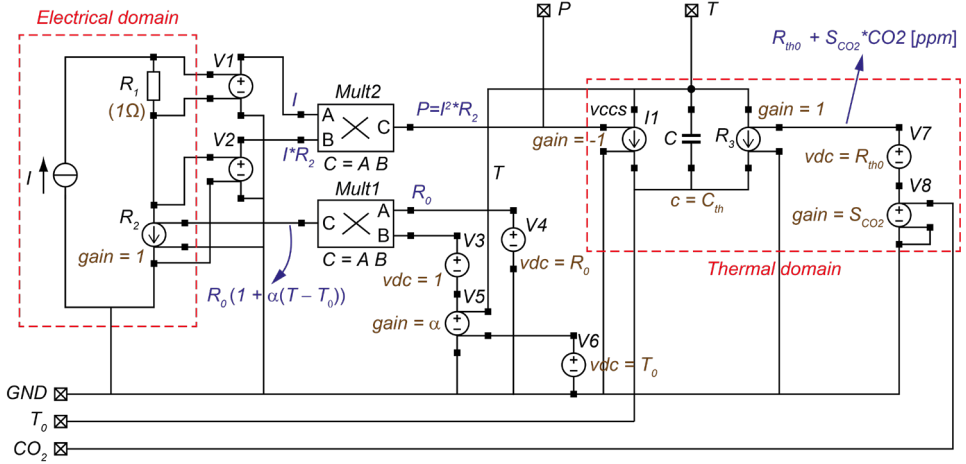 Electrical domain
P
T
R_th0 + S_CO2*CO2 [ppm]
V1
R_1
(1Ω)
I
Mult2
A
B
C
C = A B
P=I²*R_2
vccs
I1
gain = -1
gain = 1
C
R_3
V7
vdc = R_th0
V2
I*R_2
I
T
Mult1
R_0
V8
c = C_th
gain = S_CO2
R_2
C
A
B
C = A B
V3
V4
gain = 1
vdc = 1
vdc = R_0
Thermal domain
R_0 (1 + α(T – T_0))
V5
gain = α
V6
vdc = T_0
GND
T_0
CO_2